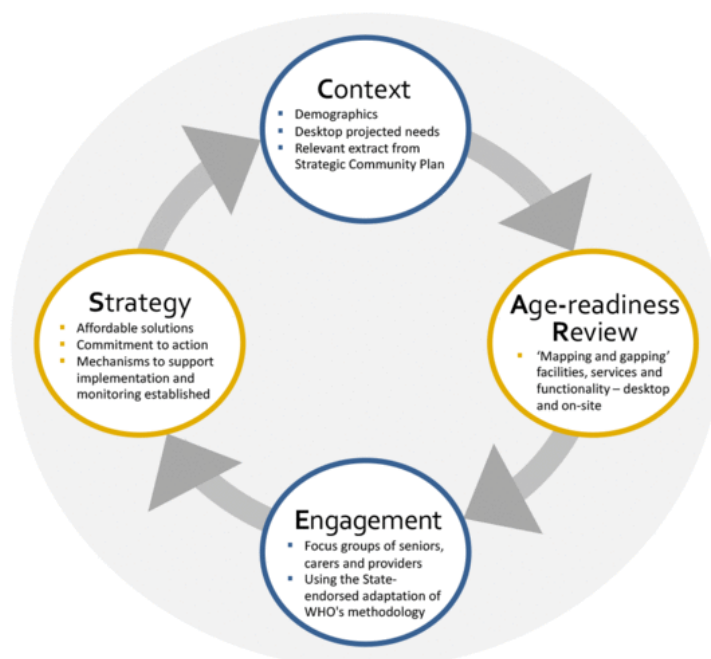 Context
▪ Demographics
▪ Desktop projected needs
▪ Relevant extract from
Strategic Community Plan
Age-readiness
Review
▪ ‘Mapping and gapping’
facilities, services and
functionality – desktop
and on-site
Engagement
▪ Focus groups of seniors,
carers and providers
▪ Using the State-
endorsed adaptation of
WHO's methodology
Strategy
▪ Affordable solutions
▪ Commitment to action
▪ Mechanisms to support
implementation and
monitoring established